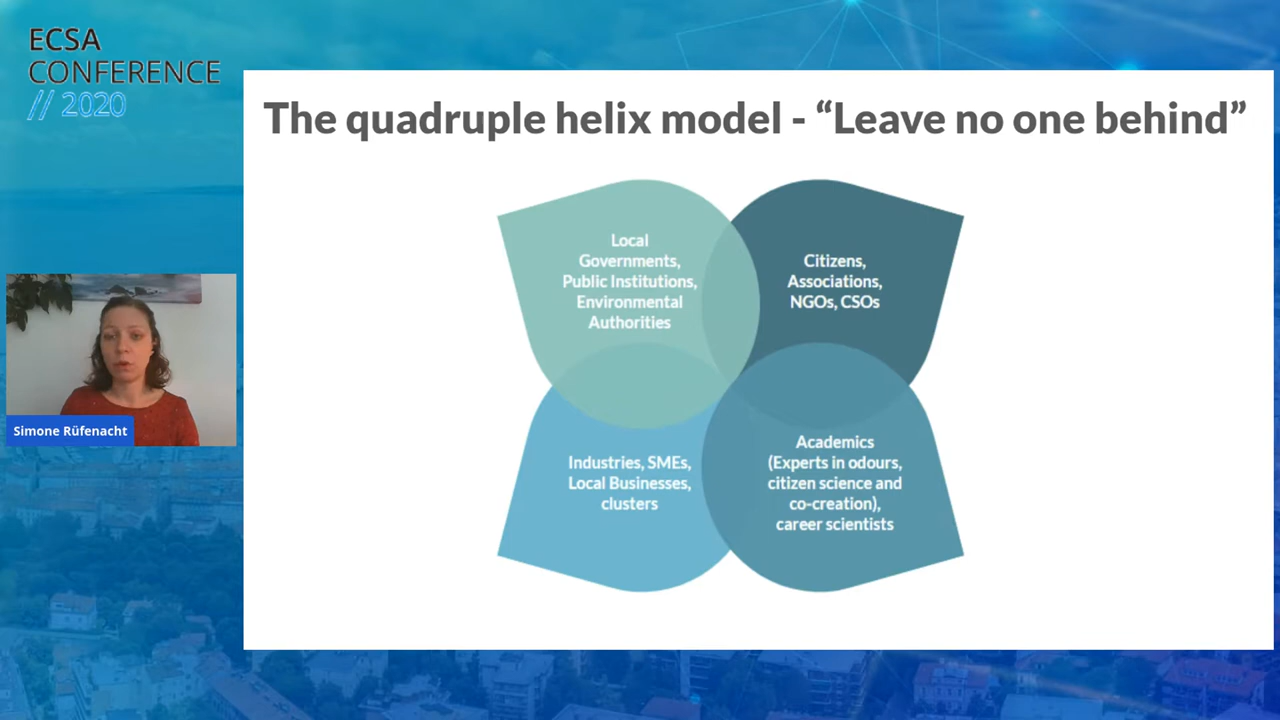 ECSA
CONFERENCE
// 2020
The quadruple helix model - “Leave no one behind”
Local
Governments,
Public Institutions,
Environmental
Authorities
Citizens,
Associations,
NGOs, CSOs
Industries, SMEs,
Local Businesses,
clusters
Academics
(Experts in odours,
citizen science and
co-creation),
career scientists
Simone Rüfenacht